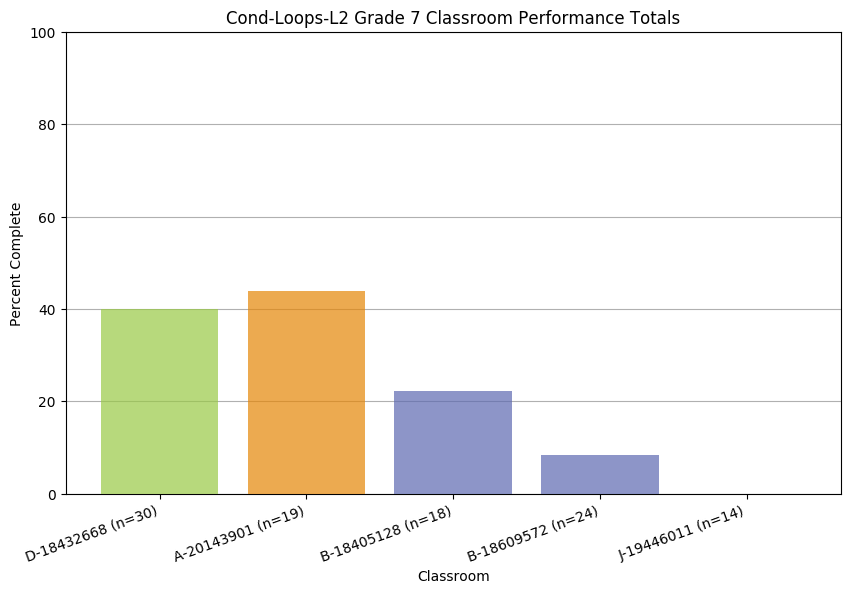 Cond-Loops-L2 Grade 7 Classroom Performance Totals
100
80
60
40
20
0
Percent Complete
D-18432668 (n=30)
A-20143901 (n=19)
B-18405128 (n=18)
B-18609572 (n=24)
J-19446011 (n=14)
Classroom